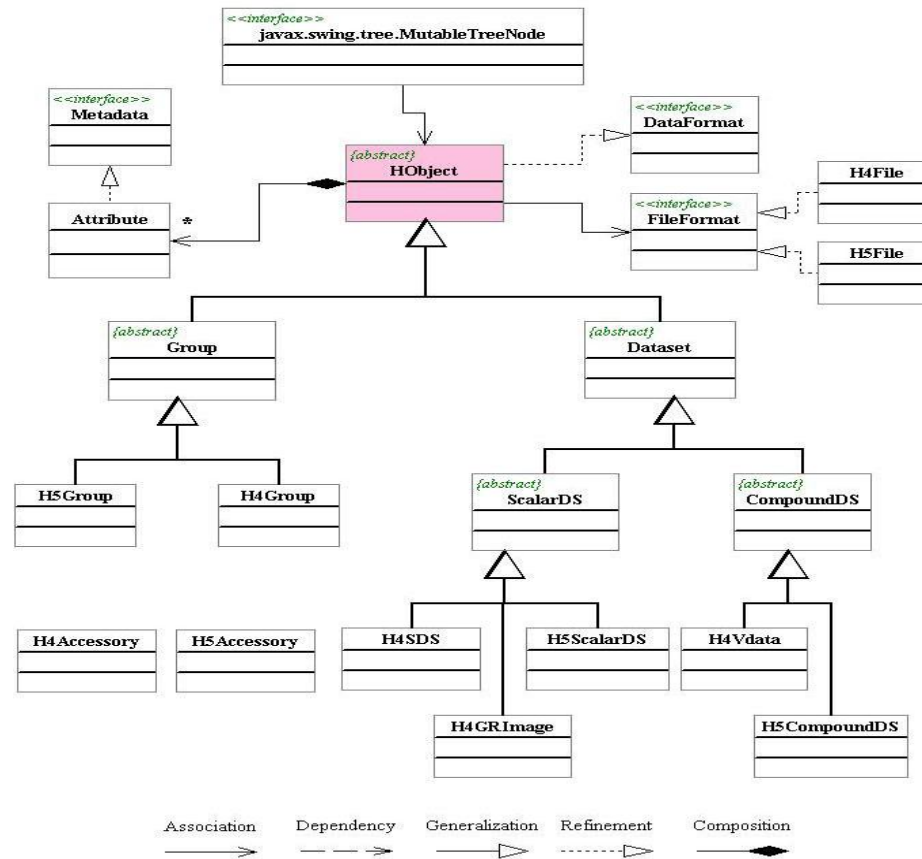 <<interface>>
javax.swing.tree.MutableTreeNode
<<interface>>
Metadata
<<interface>>
DataFormat
{abstract}
HObject
H4File
Attribute
*
<<interface>>
FileFormat
H5File
{abstract}
Group
{abstract}
Dataset
H5Group
H4Group
{abstract}
ScalarDS
{abstract}
CompoundDS
H4Accessory
H5Accessory
H4SDS
H5ScalarDS
H4Vdata
H4GRImage
H5CompoundDS
Association
Dependency
Generalization
Refinement
Composition